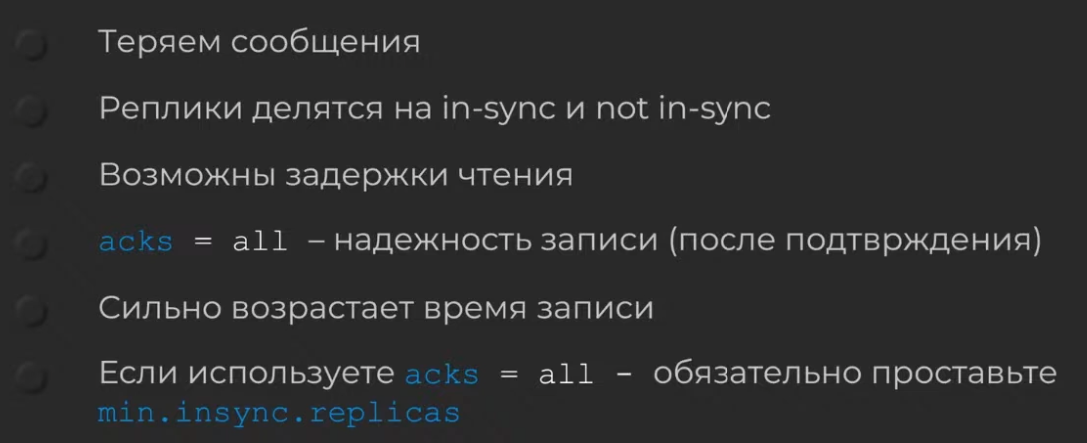 Теряем сообщения
Реплики делятся на in-sync и not in-sync
Возможны задержки чтения
acks = all – надежность записи (после подтврждения)
Сильно возрастает время записи
Если используете acks = all - обязательно проставьте
min.insync.replicas